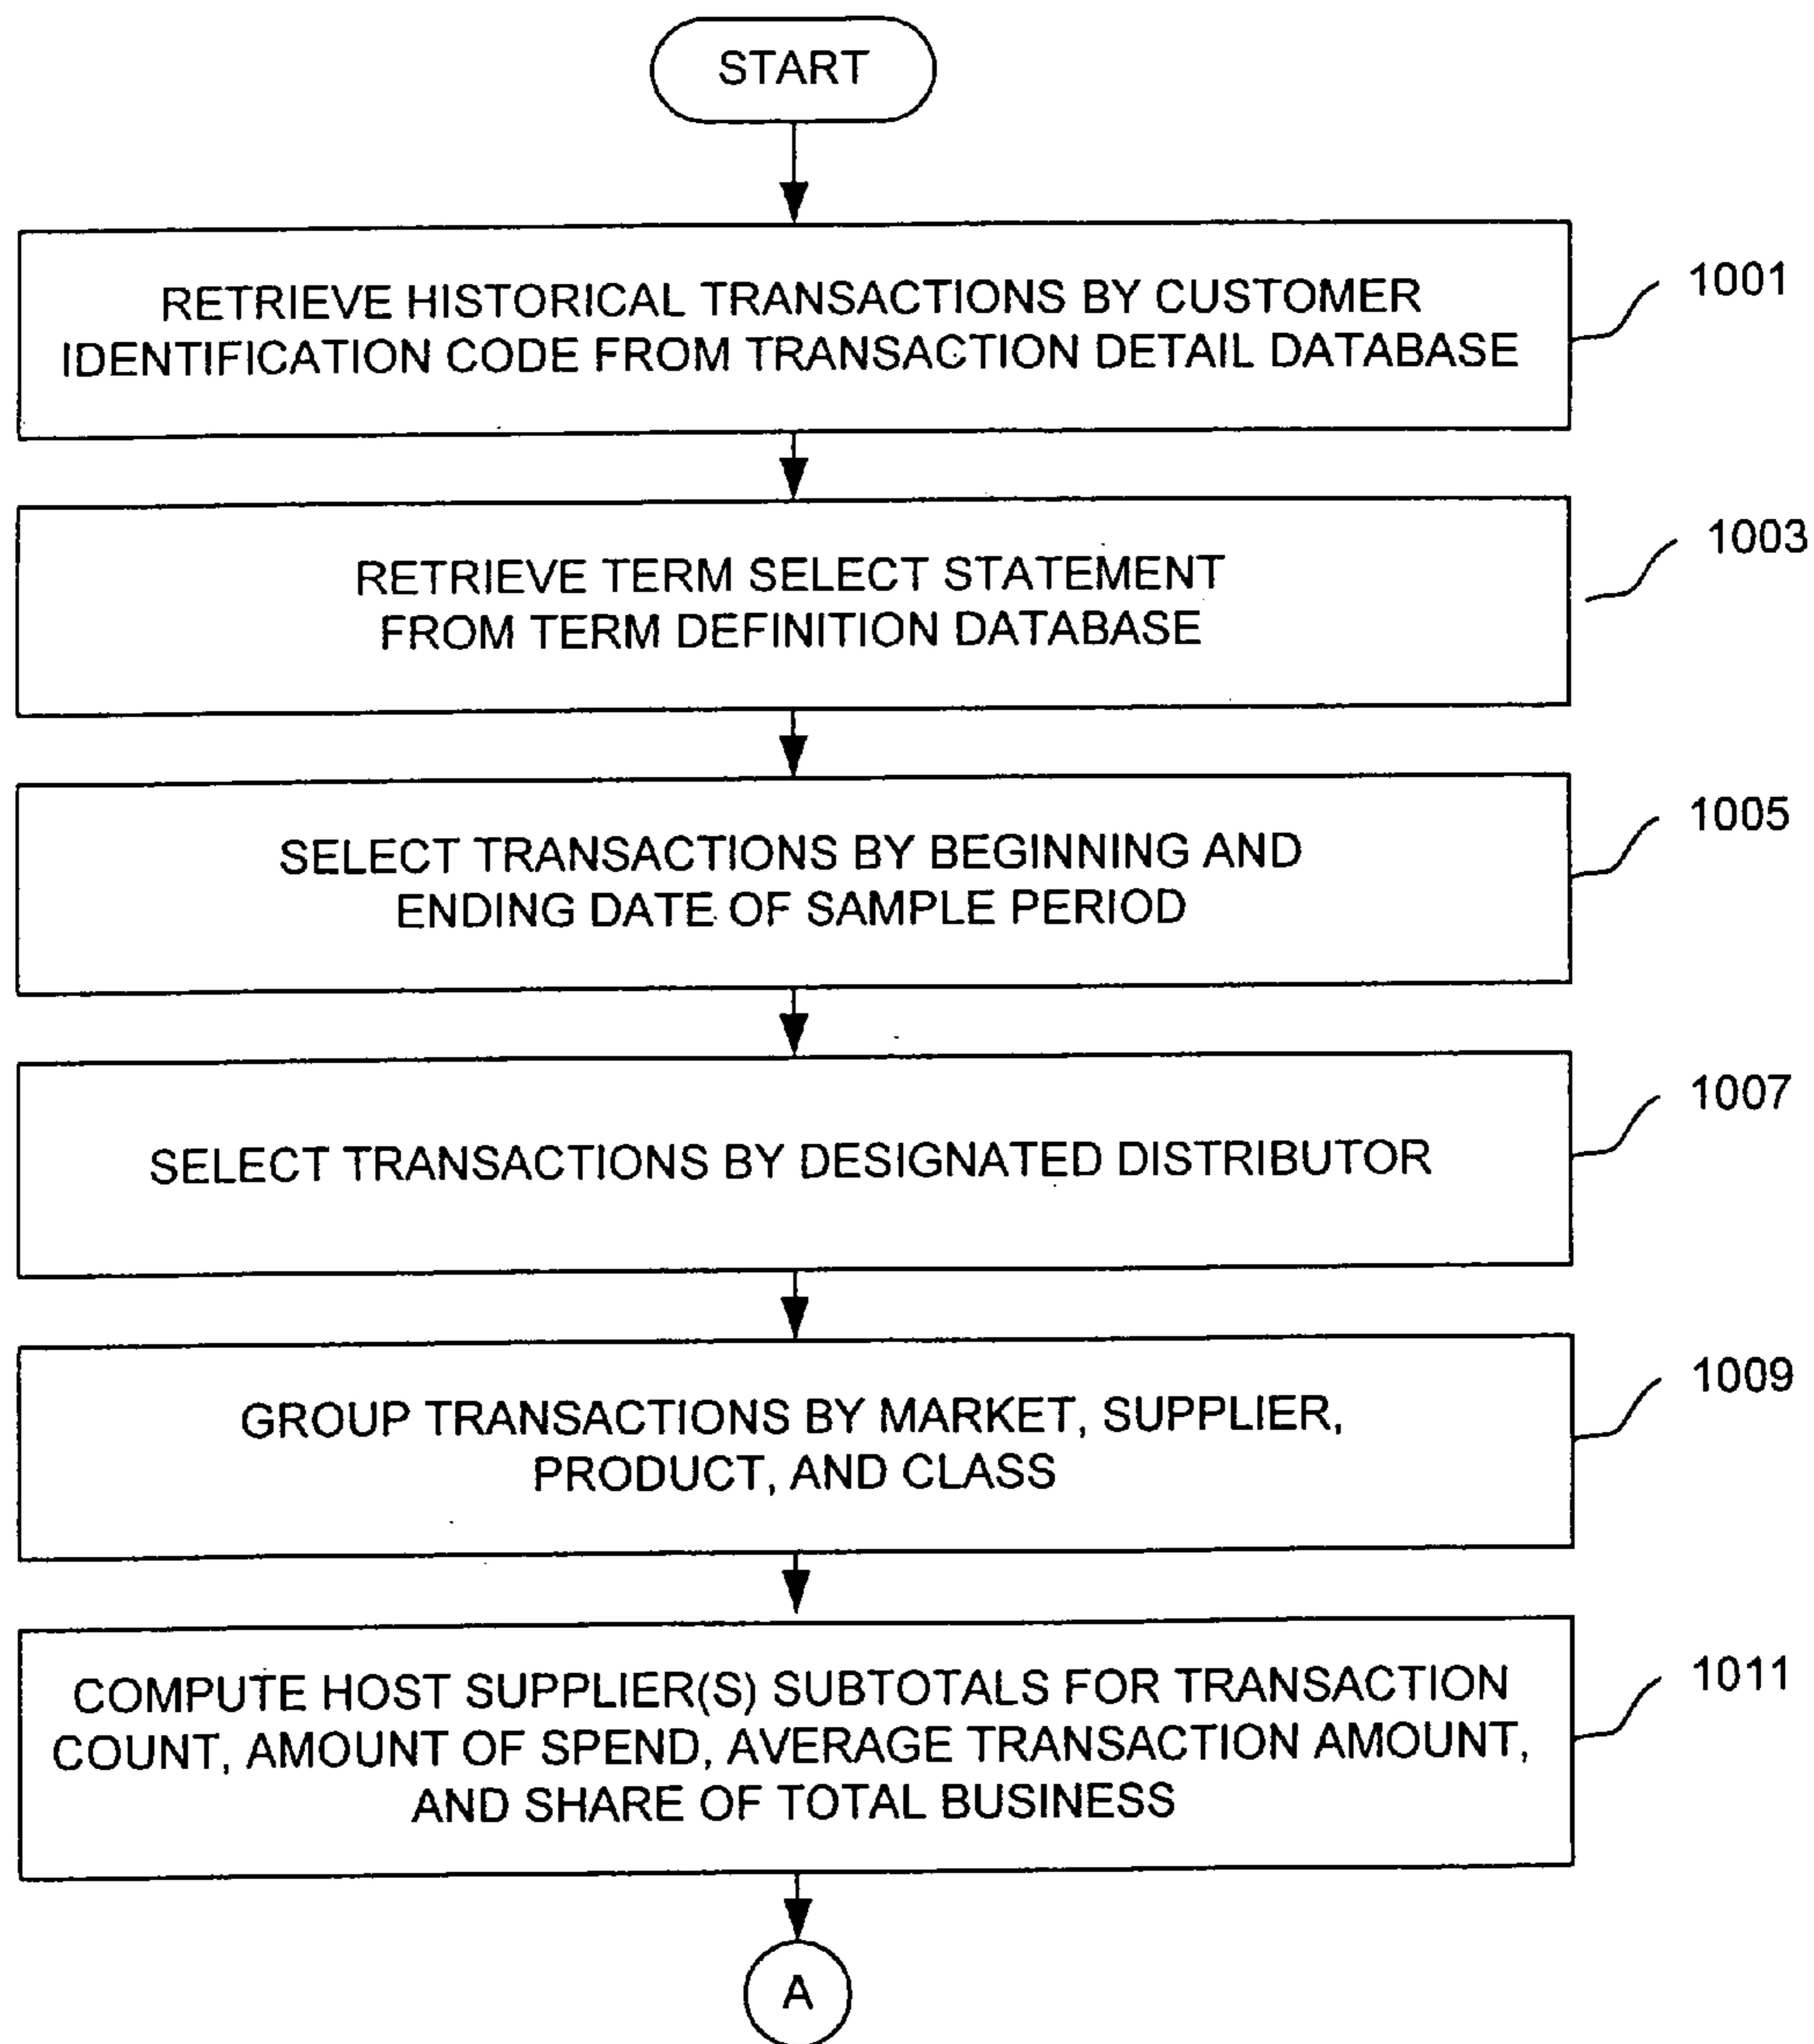 START
RETRIEVE HISTORICAL TRANSACTIONS BY CUSTOMER
IDENTIFICATION CODE FROM TRANSACTION DETAIL DATABASE
1001
RETRIEVE TERM SELECT STATEMENT
FROM TERM DEFINITION DATABASE
1003
SELECT TRANSACTIONS BY BEGINNING AND
ENDING DATE OF SAMPLE PERIOD
1005
SELECT TRANSACTIONS BY DESIGNATED DISTRIBUTOR
1007
GROUP TRANSACTIONS BY MARKET, SUPPLIER,
PRODUCT, AND CLASS
1009
COMPUTE HOST SUPPLIER(S) SUBTOTALS FOR TRANSACTION
COUNT, AMOUNT OF SPEND, AVERAGE TRANSACTION AMOUNT,
AND SHARE OF TOTAL BUSINESS
1011
A